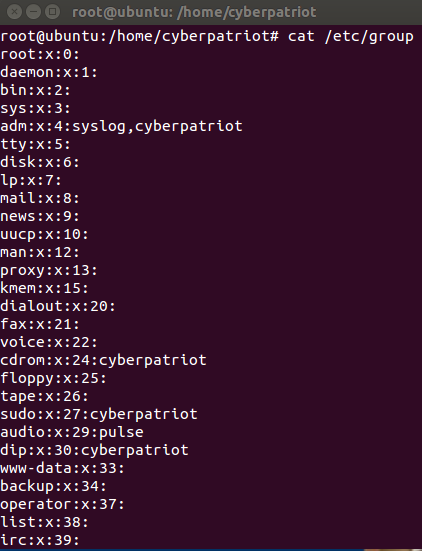 root@ubuntu: /home/cyberpatriot
root@ubuntu:/home/cyberpatriot# cat /etc/group
root:x:0:
daemon:x:1:
bin:x:2:
sys:x:3:
adm:x:4:syslog,cyberpatriot
tty:x:5:
disk:x:6:
lp:x:7:
mail:x:8:
news:x:9:
uucp:x:10:
man:x:12:
proxy:x:13:
kmem:x:15:
dialout:x:20:
fax:x:21:
voice:x:22:
cdrom:x:24:cyberpatriot
floppy:x:25:
tape:x:26:
sudo:x:27:cyberpatriot
audio:x:29:pulse
dip:x:30:cyberpatriot
www-data:x:33:
backup:x:34:
operator:x:37:
list:x:38:
irc:x:39: